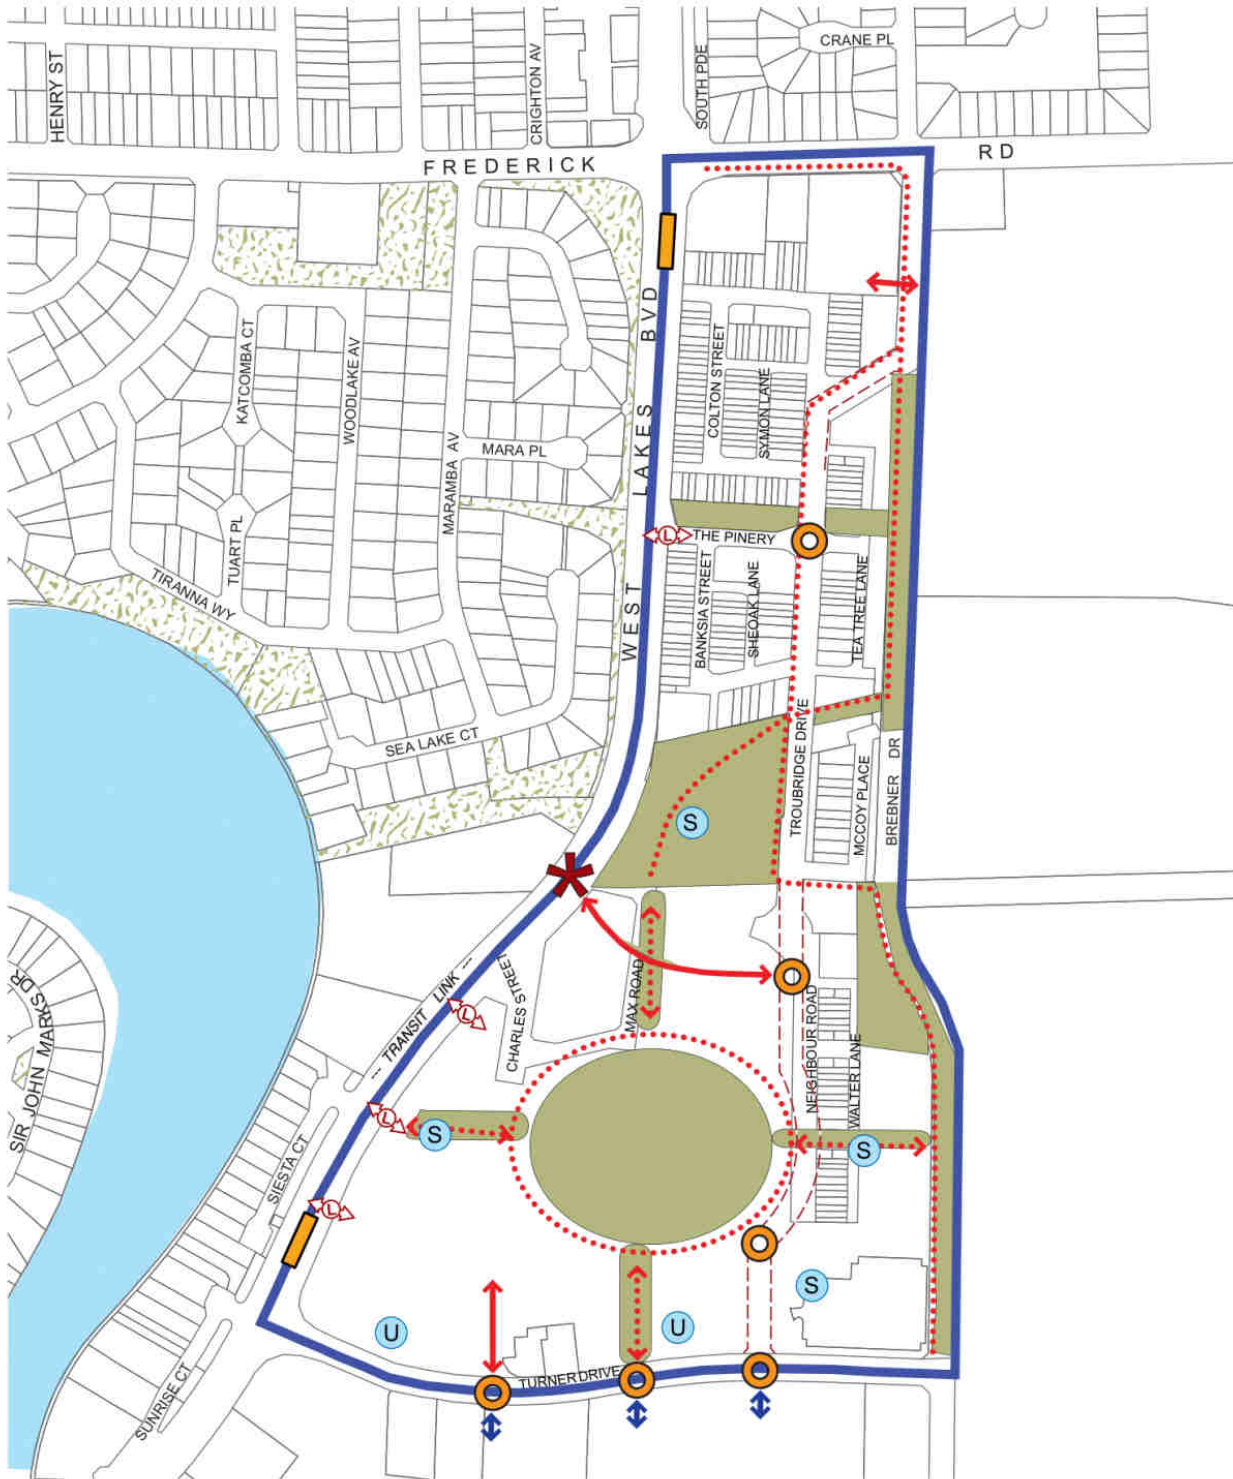 CRANE PL
HENRY ST
CRIGHTON AV
SOUTH PDE
FREDERICK RD
WEST LAKES BVD
KATCOMBA CT
WOODLAKE AV
COLTON STREET
SYMON LANE
MARA PL
MARAMBA AV
TUART PL
L
THE PINERY
TIRANNA WY
BANKSIA STREET
SHEOAK LANE
TEA TREE LANE
SEA LAKE CT
TROUBRIDGE DRIVE
MCCOY PLACE
BREBNER DR
S
SIR JOHN MARKS DR
--- TRANSIT LINK ---
CHARLES STREET
MAX ROAD
NEIGHBOUR ROAD
WALTER LANE
L
L
S
S
SIESTA CT
L
S
U
U
TURNER DRIVE
SUNRISE CT